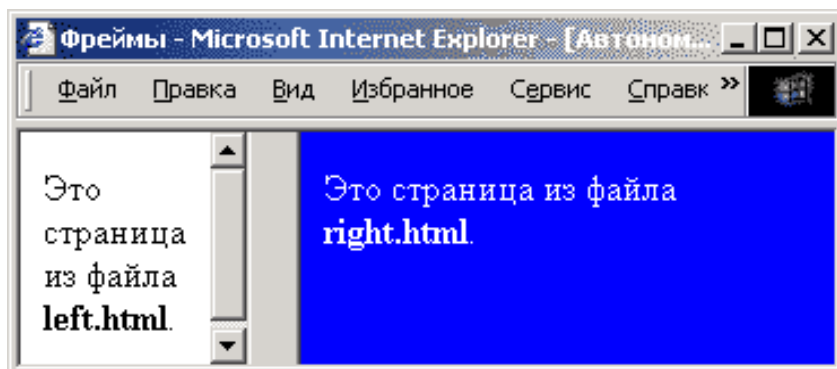 Фреймы - Microsoft Internet Explorer - [Автоном...
Файл Правка Вид Избранное Сервис Справк »
Это
страница
из файла
left.html.
Это страница из файла
right.html.